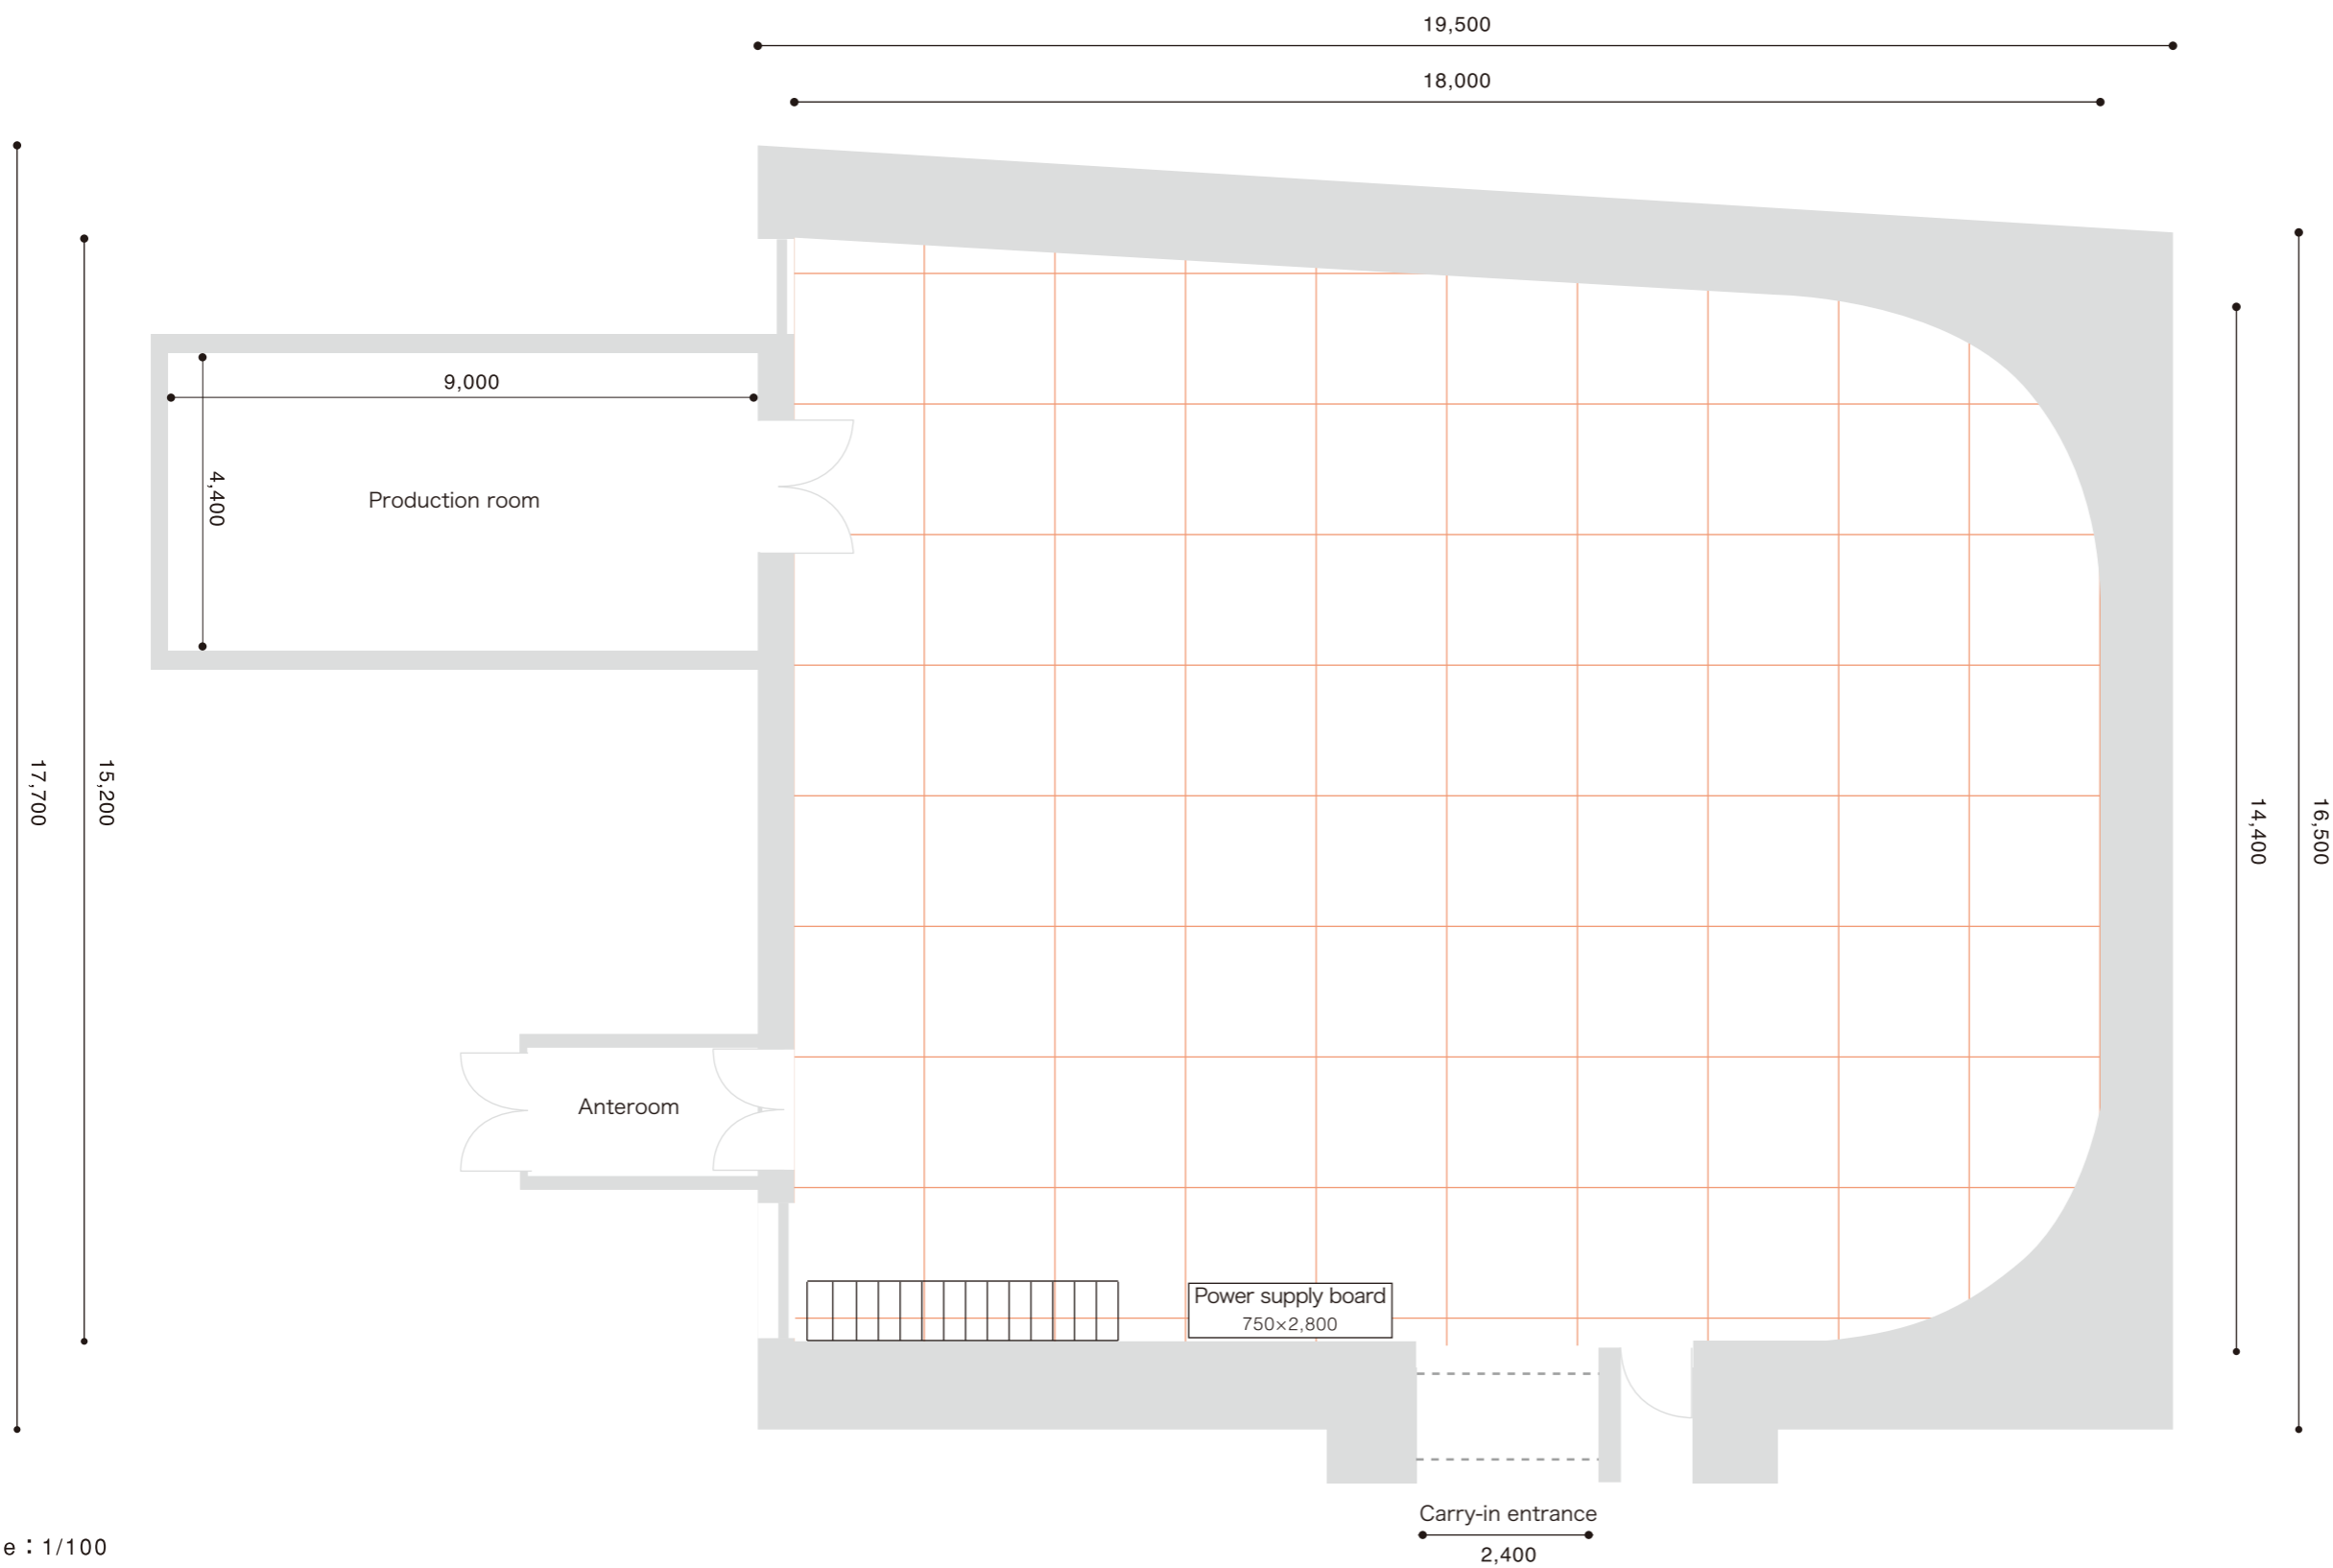 19,500
18,000
9,000
4,400
Production room
17,700
15,200
14,400
16,500
Anteroom
Power supply board
750×2,800
Carry-in entrance
2,400
e：1/100